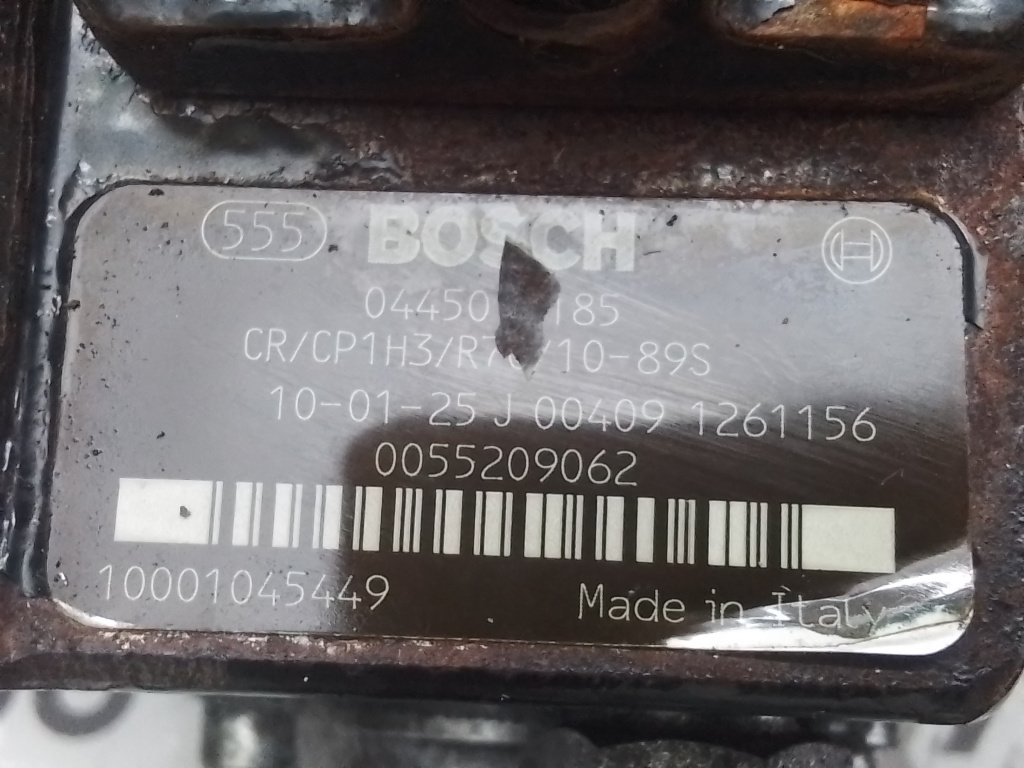 555 BOSCH
04450 185
CR/CP1H3/R7 /10-89S
10-01-25 J 00409 1261156
0055209062
10001045449
Made in Italy